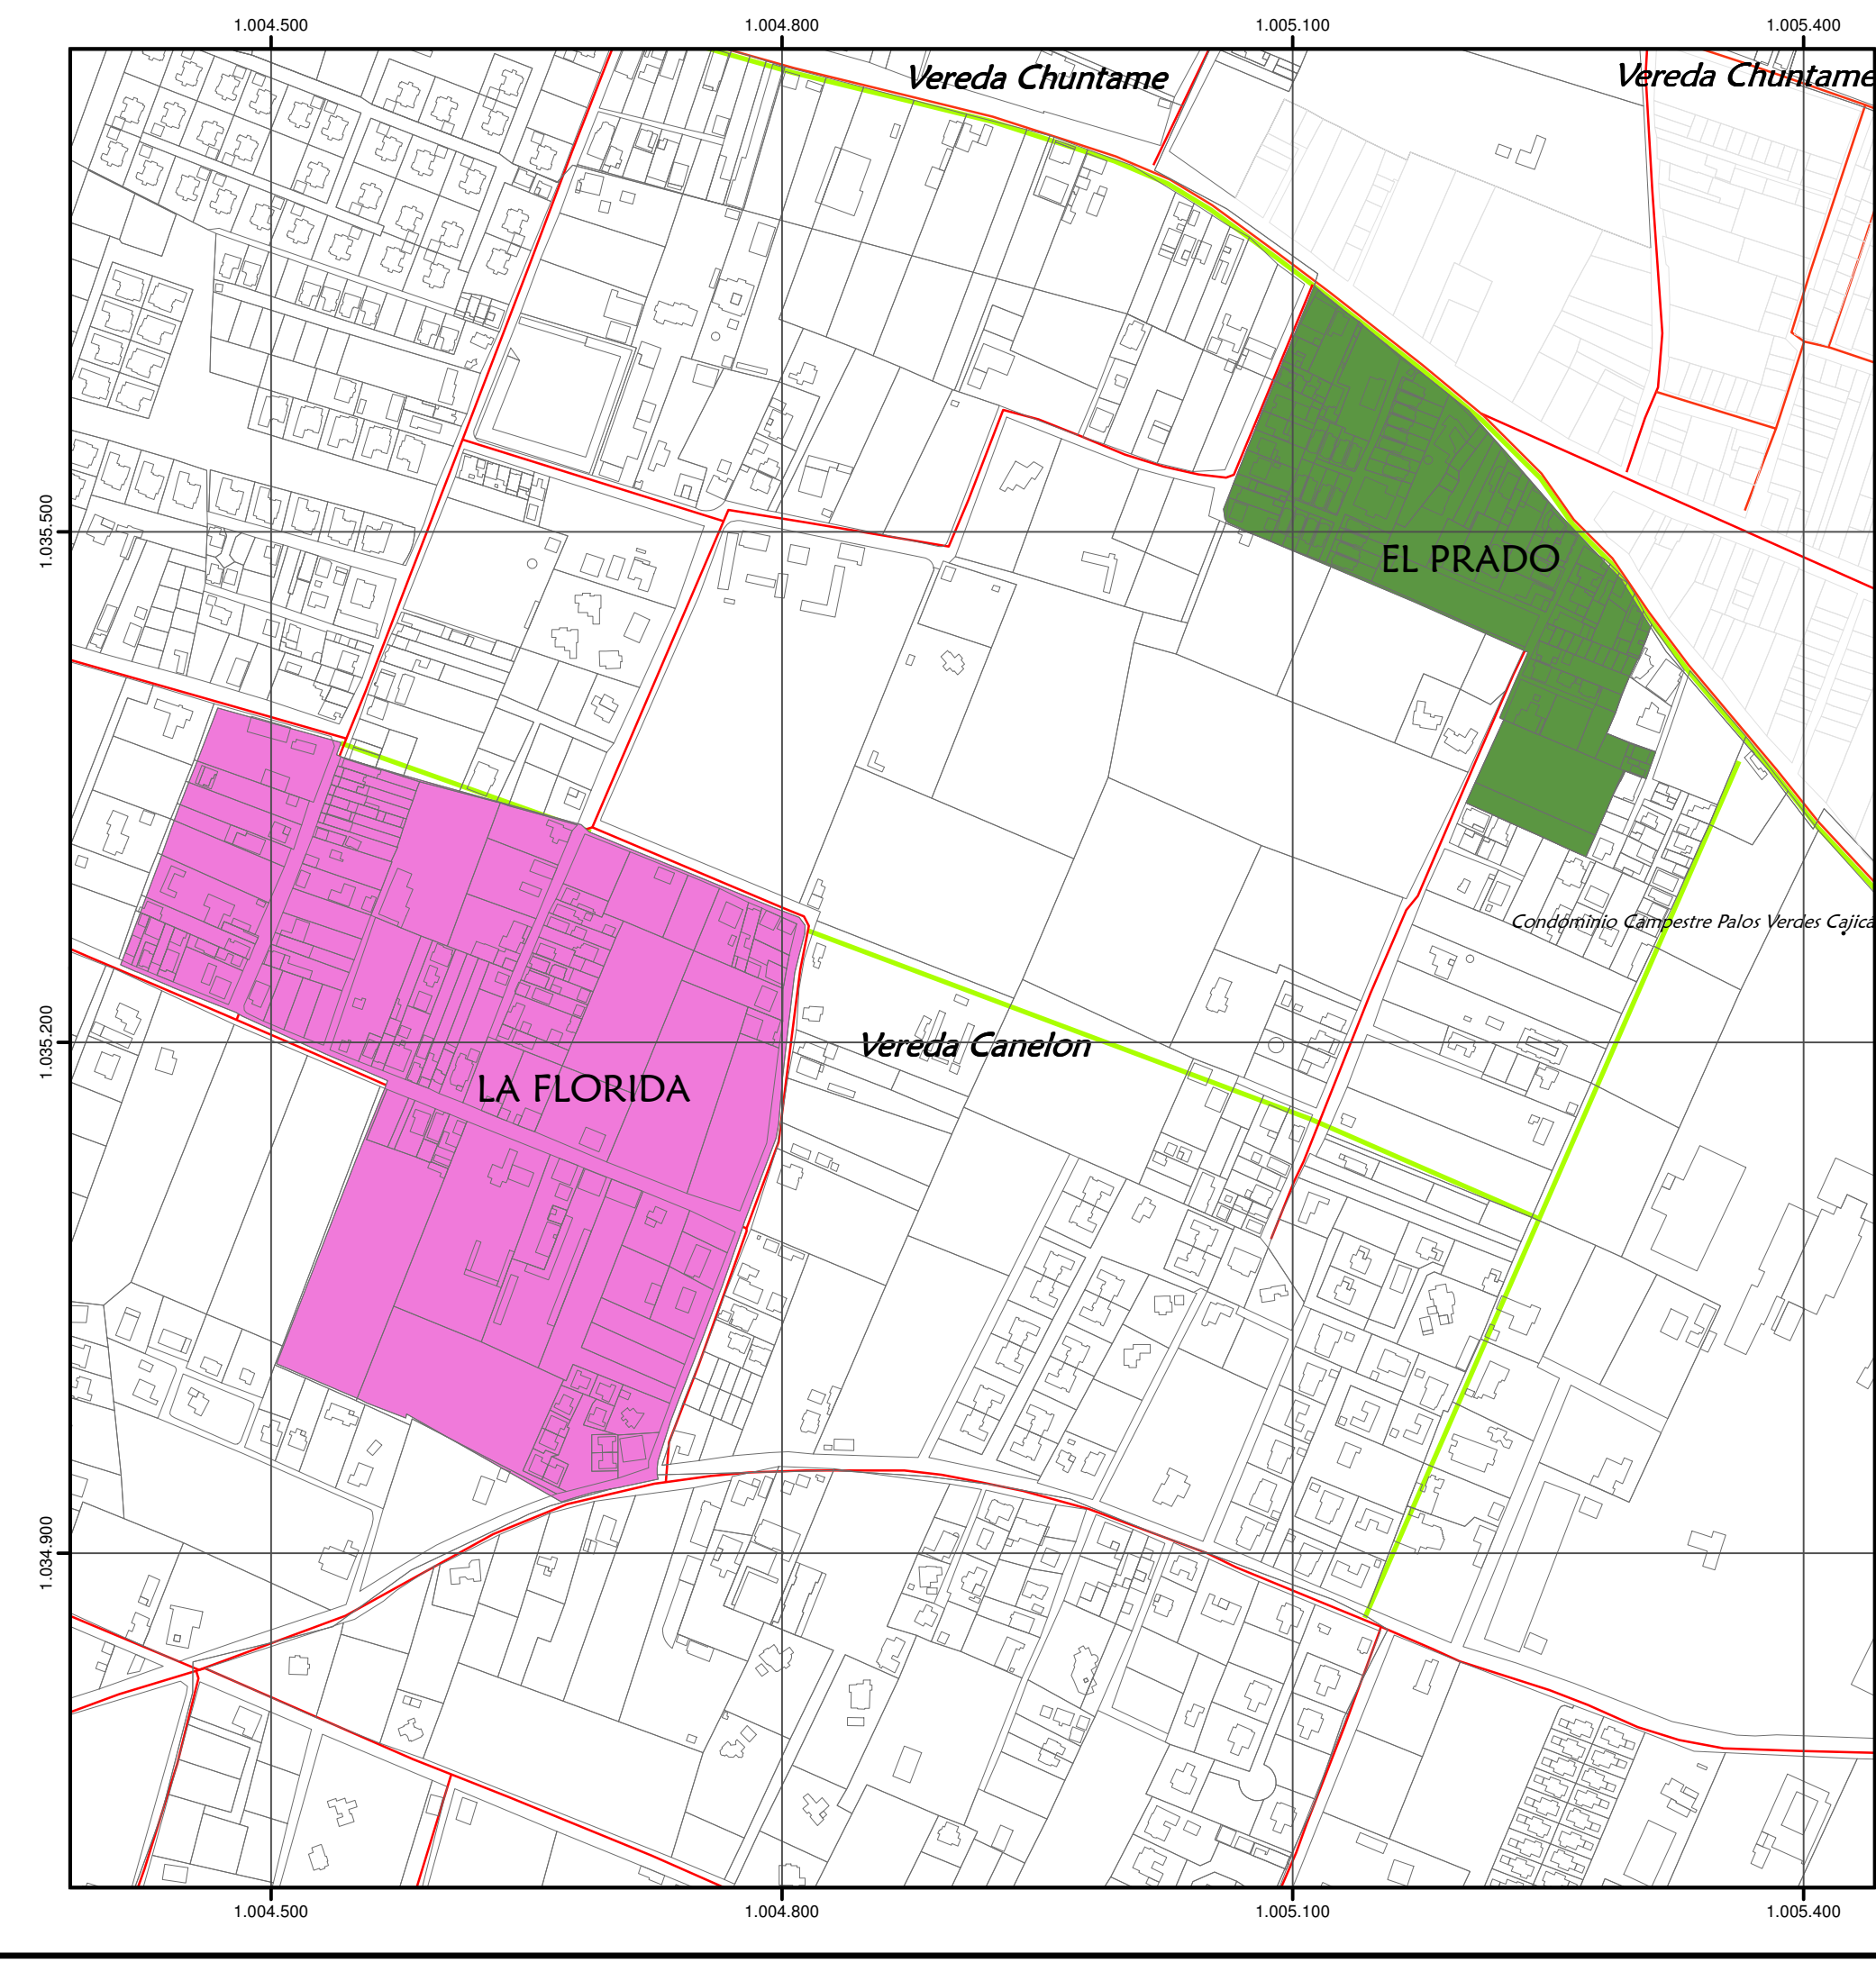 1.004.500 1.004.800 1.005.100 1.005.400
Vereda Chuntame Vereda Chuntame
1.035.500
EL PRADO
Condominio Campestre Palos Verdes Cajicá
1.035.200
Vereda Canelon
LA FLORIDA
1.034.900
1.004.500 1.004.800 1.005.100 1.005.400